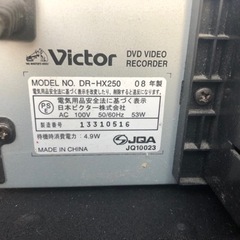 Victor
DVD VIDEO
RECORDER
MODEL NO. DR-HX250 08年製
電気用品安全法に基づく表示
日本ビクター株式会社
AC 100V 50/60Hz 53W
製造番号 13310516
待機時消費電力:4.9W
MADE IN CHINA
PS E
JQA
JQ10023